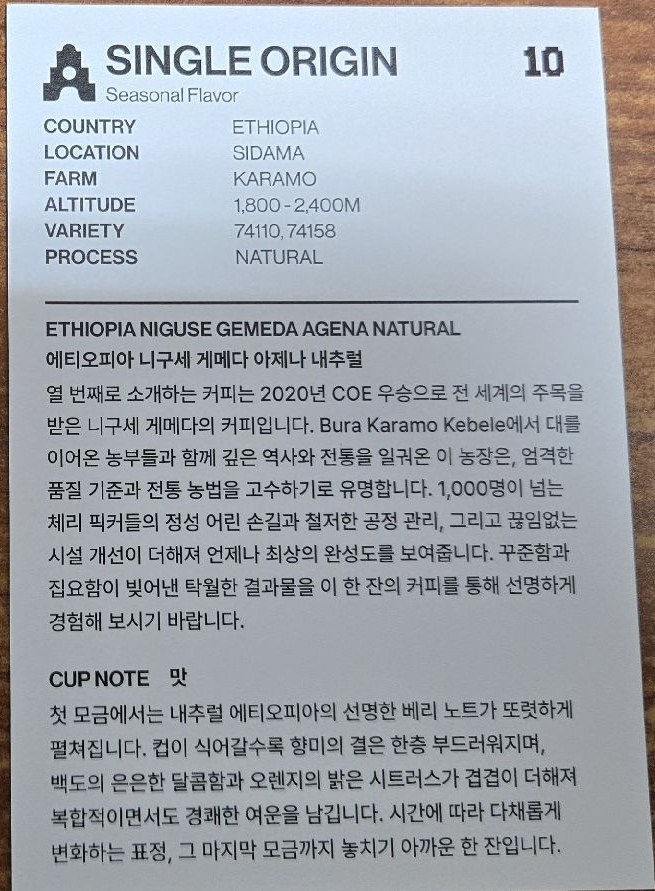 SINGLE ORIGIN 10
Seasonal Flavor
COUNTRY ETHIOPIA
LOCATION SIDAMA
FARM KARAMO
ALTITUDE 1,800 - 2,400M
VARIETY 74110, 74158
PROCESS NATURAL
ETHIOPIA NIGUSE GEMEDA AGENA NATURAL
에티오피아 니구세 게메다 아제나 내추럴
열 번째로 소개하는 커피는 2020년 COE 우승으로 전 세계의 주목을
받은 니구세 게메다의 커피입니다. Bura Karamo Kebele에서 대를
이어온 농부들과 함께 깊은 역사와 전통을 일궈온 이 농장은, 엄격한
품질 기준과 전통 농법을 고수하기로 유명합니다. 1,000명이 넘는
체리 픽커들의 정성 어린 손길과 철저한 공정 관리, 그리고 끊임없는
시설 개선이 더해져 언제나 최상의 완성도를 보여줍니다. 꾸준함과
집요함이 빚어낸 탁월한 결과물을 이 한 잔의 커피를 통해 선명하게
경험해 보시기 바랍니다.
CUP NOTE 맛
첫 모금에서는 내추럴 에티오피아의 선명한 베리 노트가 또렷하게
펼쳐집니다. 컵이 식어갈수록 향미의 결은 한층 부드러워지며,
백도의 은은한 달콤함과 오렌지의 밝은 시트러스가 겹겹이 더해져
복합적이면서도 경쾌한 여운을 남깁니다. 시간에 따라 다채롭게
변화하는 표정, 그 마지막 모금까지 놓치기 아까운 한 잔입니다.